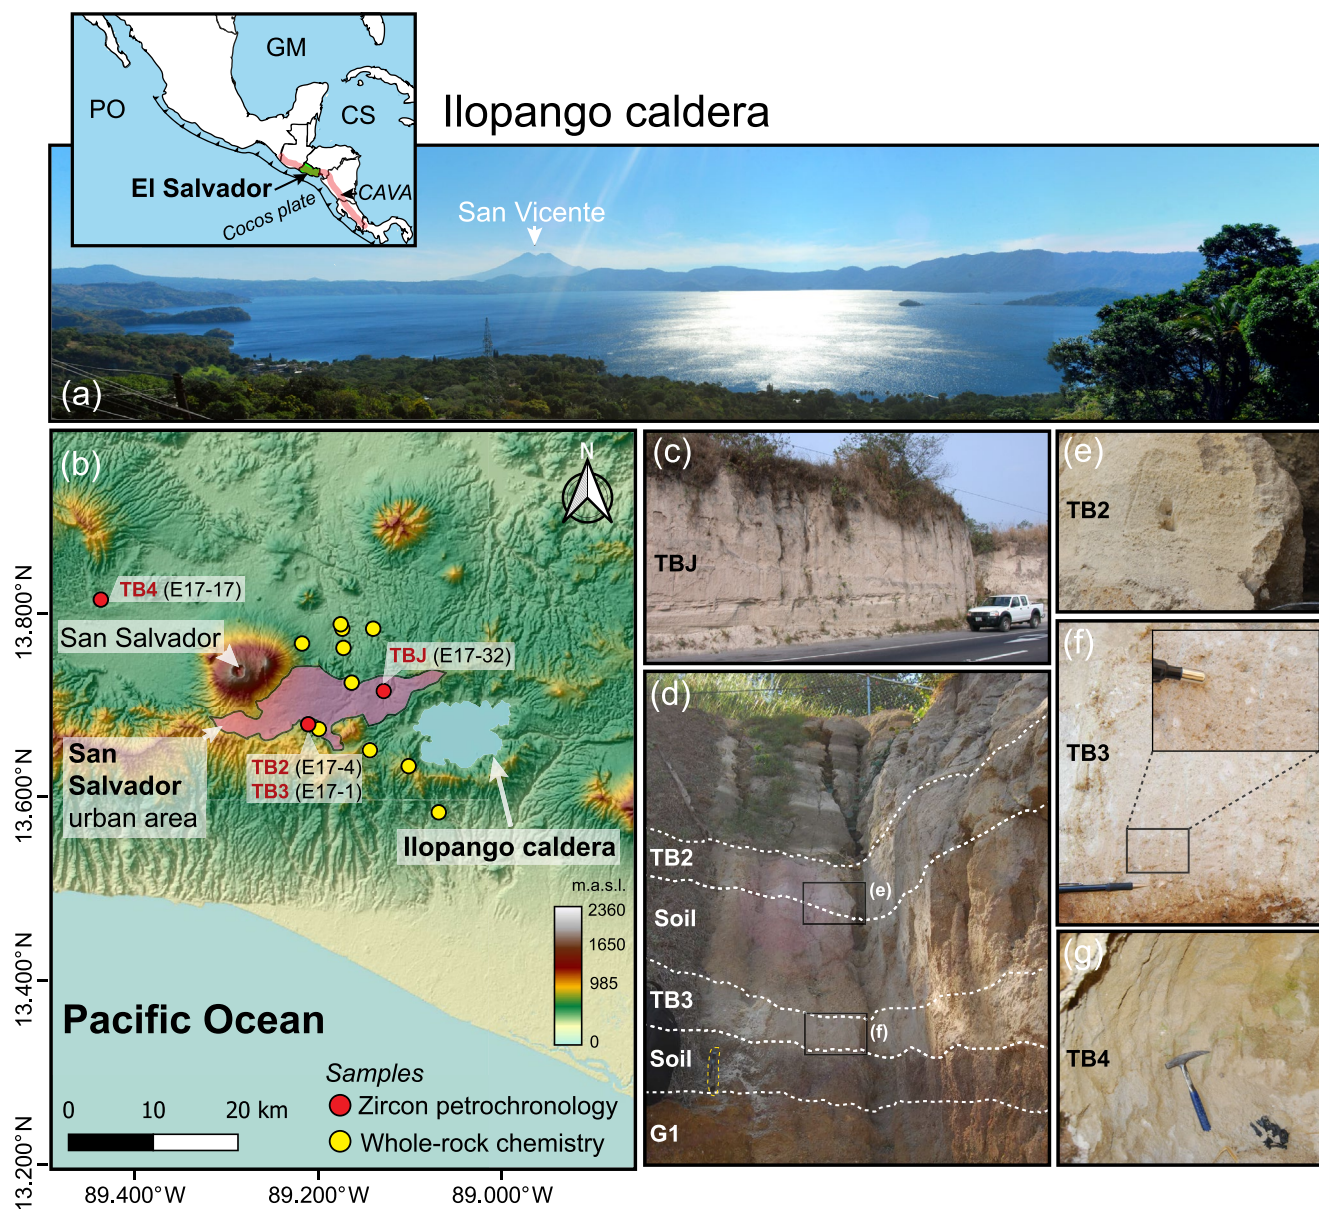 GM
PO
CS
El Salvador
CAVA
Cocos plate
Ilopango caldera
San Vicente
(a)
(b)
N
TB4 (E17-17)
San Salvador
TBJ (E17-32)
San
Salvador
urban area
TB2 (E17-4)
TB3 (E17-1)
Ilopango caldera
m.a.s.l.
2360
1650
985
0
Pacific Ocean
Samples
Zircon petrochronology
Whole-rock chemistry
0 10 20 km
13.800°N
13.600°N
13.400°N
13.200°N
89.400°W 89.200°W 89.000°W
(c)
TBJ
(d)
TB2
(e)
Soil
TB3
(f)
Soil
G1
(e)
TB2
(f)
TB3
(g)
TB4